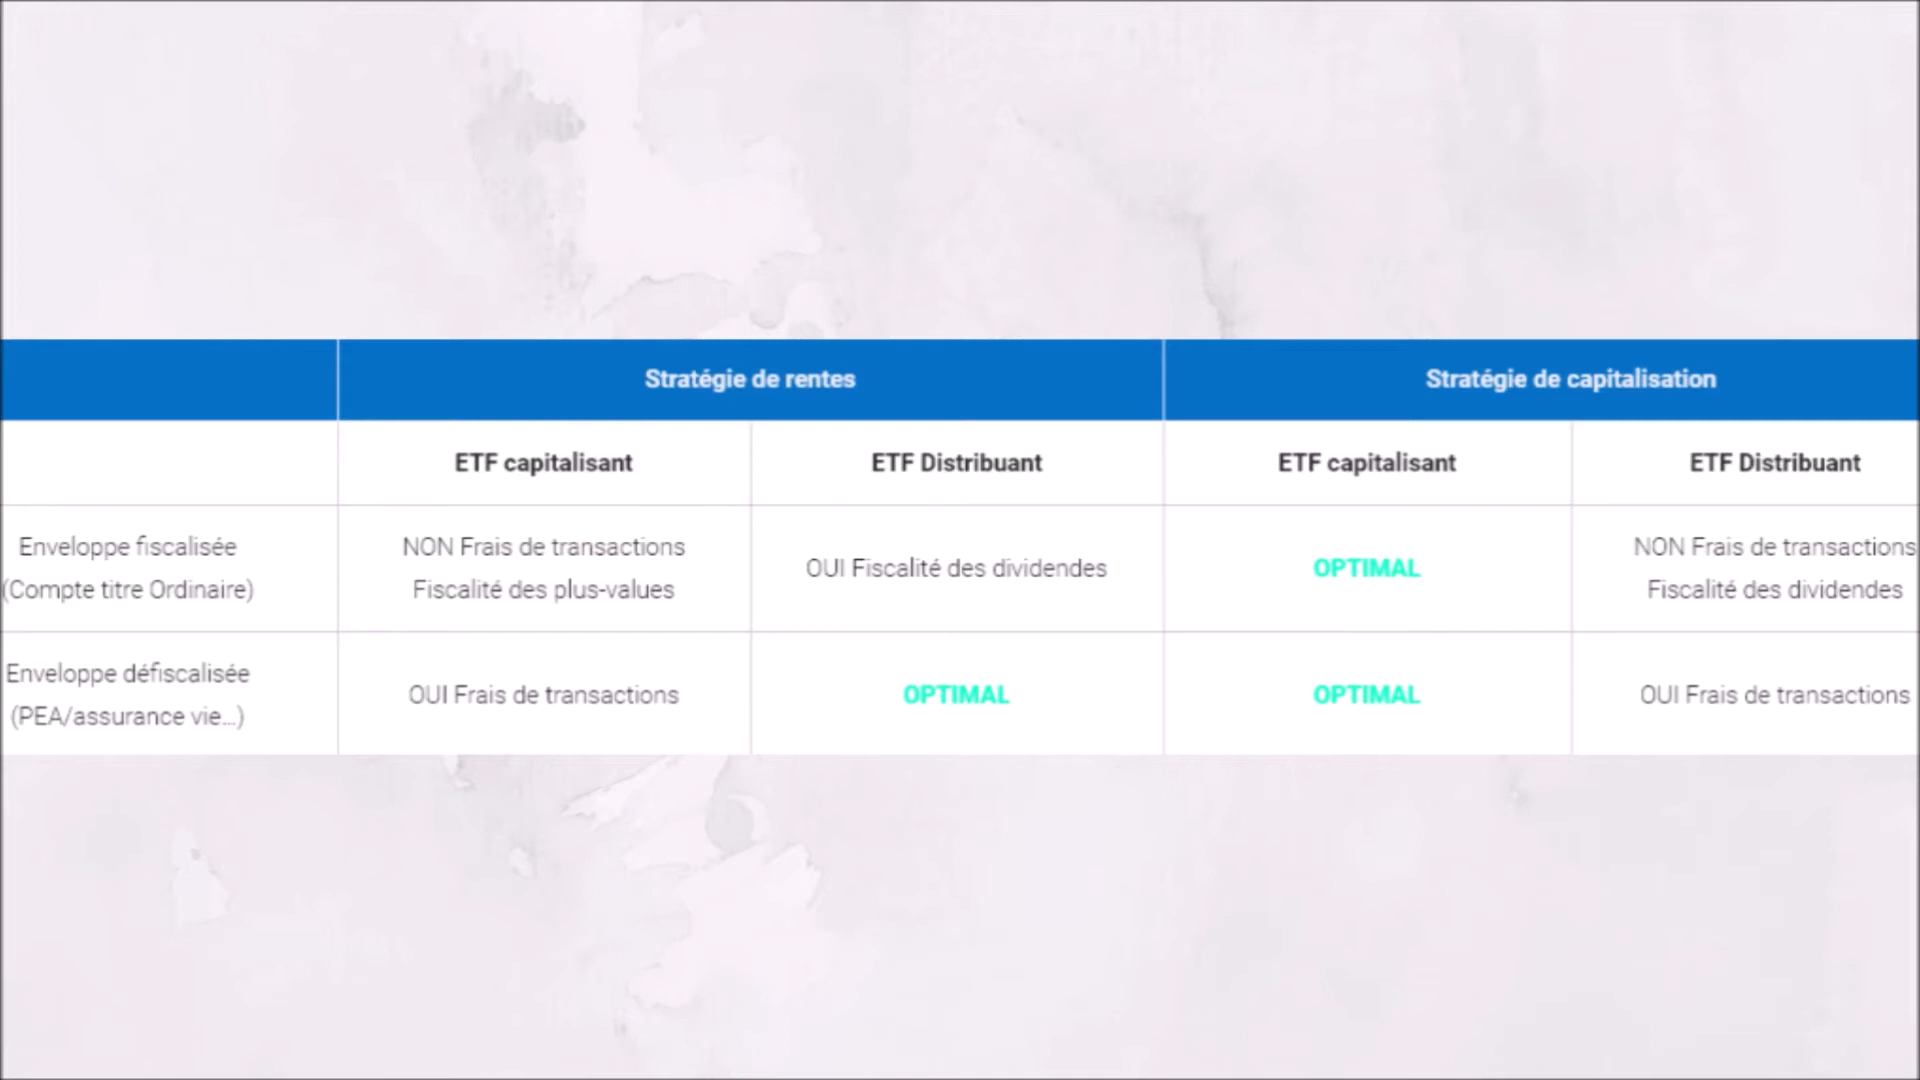 Stratégie de rentes
Stratégie de capitalisation
ETF capitalisant
ETF Distribuant
ETF capitalisant
ETF Distribuant
Enveloppe fiscalisée
(Compte titre Ordinaire)
NON Frais de transactions
Fiscalité des plus-values
OUI Fiscalité des dividendes
OPTIMAL
NON Frais de transactions
Fiscalité des dividendes
Enveloppe défiscalisée
(PEA/assurance vie...)
OUI Frais de transactions
OPTIMAL
OPTIMAL
OUI Frais de transactions